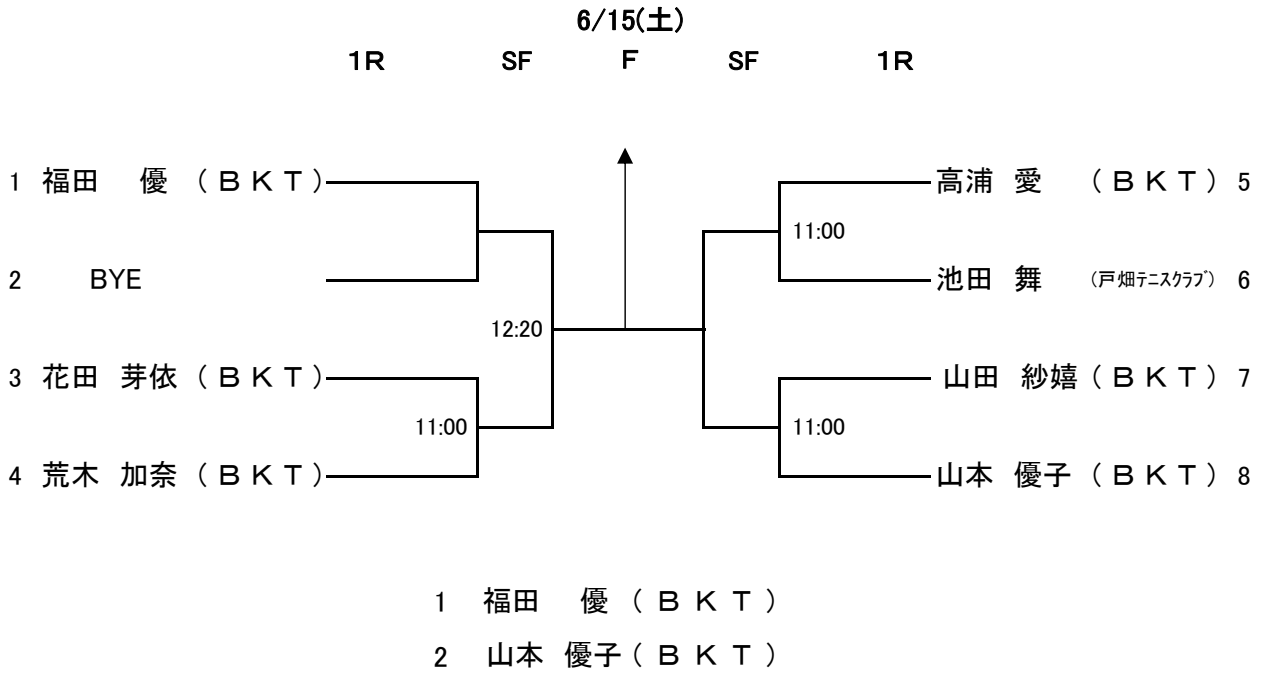 6/15(土)
1R SF F SF 1R
1 福田 優 (BKT) 高浦 愛 (BKT) 5
11:00
2 BYE 池田 舞 (戸畑ﾃﾆｽｸﾗﾌﾞ) 6
12:20
3 花田 芽依 (BKT) 山田 紗嬉 (BKT) 7
11:00 11:00
4 荒木 加奈 (BKT) 山本 優子 (BKT) 8
1 福田 優 (BKT)
2 山本 優子 (BKT)